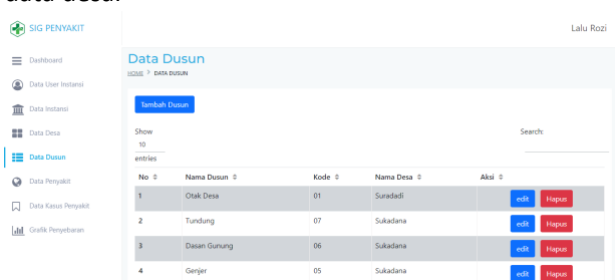 data desa.
SIG PENYAKIT
Lalu Rozi
Dashboard
Data User Instansi
Data Instansi
Data Desa
Data Dusun
Data Penyakit
Data Kasus Penyakit
Grafik Penyebaran
Data Dusun
HOME > DATA DUSUN
Tambah Dusun
Show
10
entries
Search:
No Nama Dusun Kode Nama Desa Aksi
1 Otak Desa 01 Suradadi edit Hapus
2 Tundung 07 Sukadana edit Hapus
3 Dasan Gunung 06 Sukadana edit Hapus
4 Genjer 05 Sukadana edit Hapus